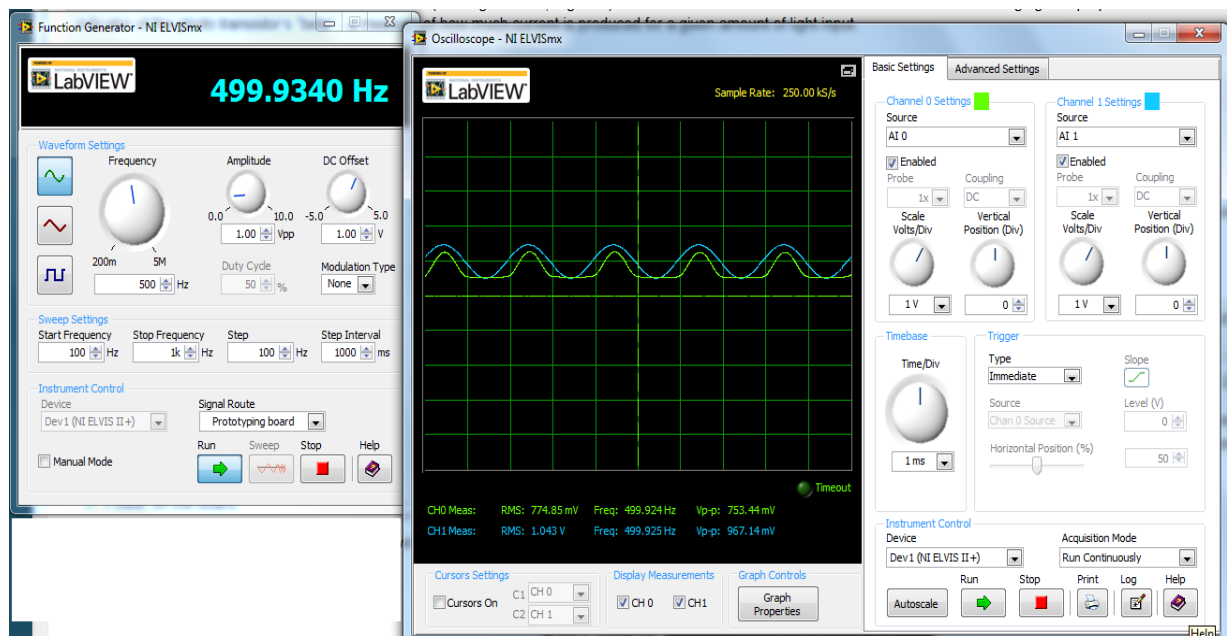 of how much current is produced for a given amount of light input
Function Generator - NI ELVISmx
LabVIEW
499.9340 Hz
Waveform Settings
Frequency
Amplitude
DC Offset
0.0
10.0
-5.0
5.0
1.00 Vpp
1.00 V
200m
5M
Duty Cycle
Modulation Type
500 Hz
50 %
None
Sweep Settings
Start Frequency
Stop Frequency
Step
Step Interval
100 Hz
1k Hz
100 Hz
1000 ms
Instrument Control
Device
Signal Route
Dev1 (NI ELVIS II+)
Prototyping board
Run
Sweep
Stop
Help
Manual Mode
Oscilloscope - NI ELVISmx
LabVIEW
Sample Rate: 250.00 kS/s
Timeout
CH0 Meas: RMS: 774.85 mV Freq: 499.924 Hz Vp-p: 753.44 mV
CH1 Meas: RMS: 1.043 V Freq: 499.925 Hz Vp-p: 967.14 mV
Cursors Settings
Cursors On
C1 CH 0
C2 CH 1
Display Measurements
CH 0
CH1
Graph Controls
Graph
Properties
Basic Settings
Advanced Settings
Channel 0 Settings
Source
AI 0
Enabled
Probe
Coupling
1x
DC
Scale
Volts/Div
Vertical
Position (Div)
1 V
0
Channel 1 Settings
Source
AI 1
Enabled
Probe
Coupling
1x
DC
Scale
Volts/Div
Vertical
Position (Div)
1 V
0
Timebase
Time/Div
1 ms
Trigger
Type
Immediate
Slope
Source
Chan 0 Source
Level (V)
0
Horizontal Position (%)
50
Instrument Control
Device
Dev1 (NI ELVIS II+)
Acquisition Mode
Run Continuously
Run
Stop
Print
Log
Help
Autoscale
Help